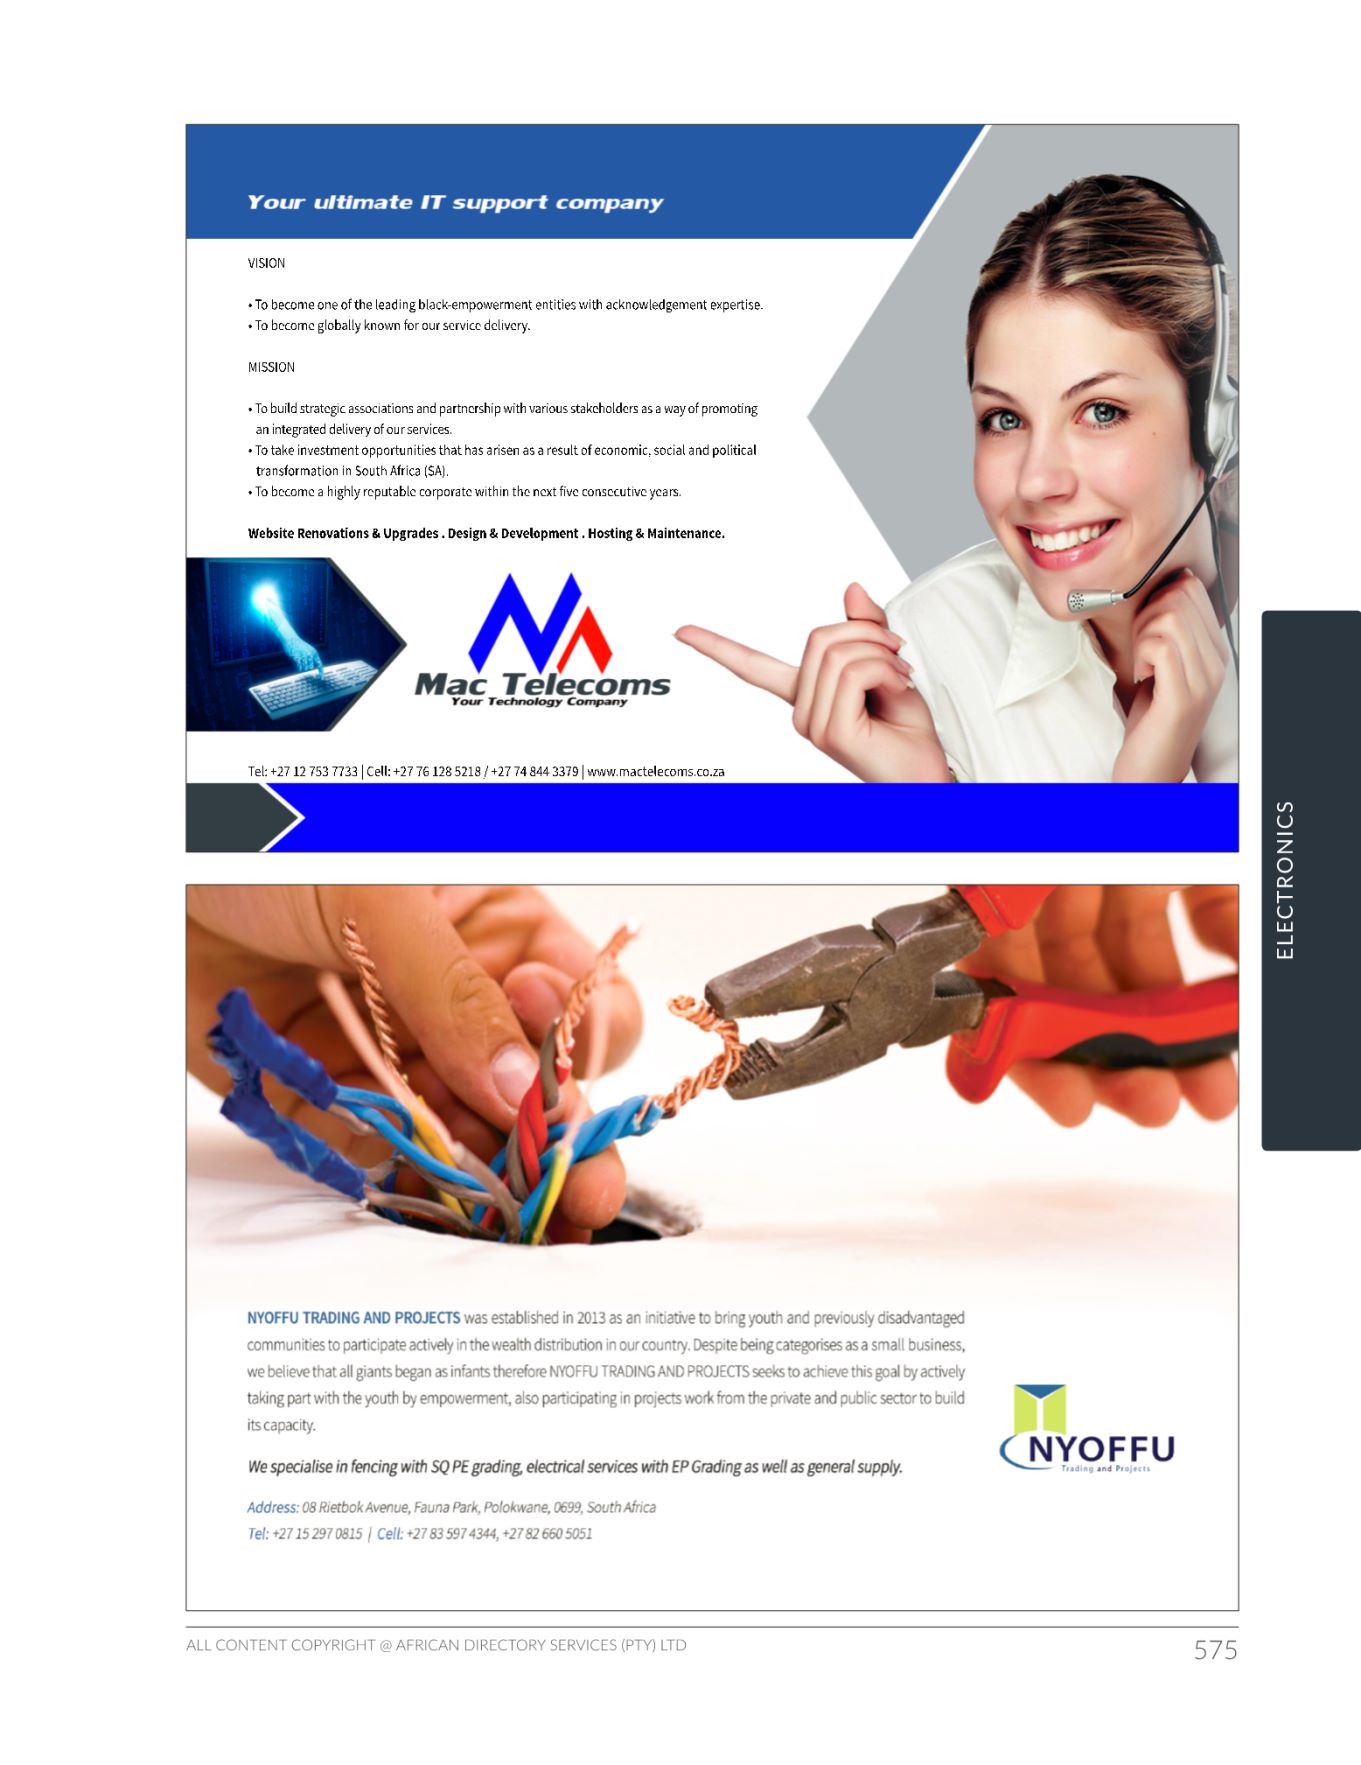 Your ultimate IT support company
VISION
• To become one of the leading black-empowerment entities with acknowledgement expertise.
• To become globally known for our service delivery.
MISSION
• To build strategic associations and partnership with various stakeholders as a way of promoting
an integrated delivery of our services.
• To take investment opportunities that has arisen as a result of economic, social and political
transformation in South Africa (SA).
• To become a highly reputable corporate within the next five consecutive years.
Website Renovations & Upgrades . Design & Development . Hosting & Maintenance.
Mac Telecoms
Your Technology Company
Tel: +27 12 753 7733 | Cell: +27 76 128 5218 / +27 74 844 3379 | www.mactelecoms.co.za
ELECTRONICS
NYOFFU TRADING AND PROJECTS was established in 2013 as an initiative to bring youth and previously disadvantaged
communities to participate actively in the wealth distribution in our country. Despite being categorises as a small business,
we believe that all giants began as infants therefore NYOFFU TRADING AND PROJECTS seeks to achieve this goal by actively
taking part with the youth by empowerment, also participating in projects work from the private and public sector to build
its capacity.
We specialise in fencing with SQ PE grading, electrical services with EP Grading as well as general supply.
Address: 08 Rietbok Avenue, Fauna Park, Polokwane, 0699, South Africa
Tel: +27 15 297 0815 | Cell: +27 83 597 4344, +27 82 660 5051
NYOFFU
Trading and Projects
ALL CONTENT COPYRIGHT @ AFRICAN DIRECTORY SERVICES (PTY) LTD
575